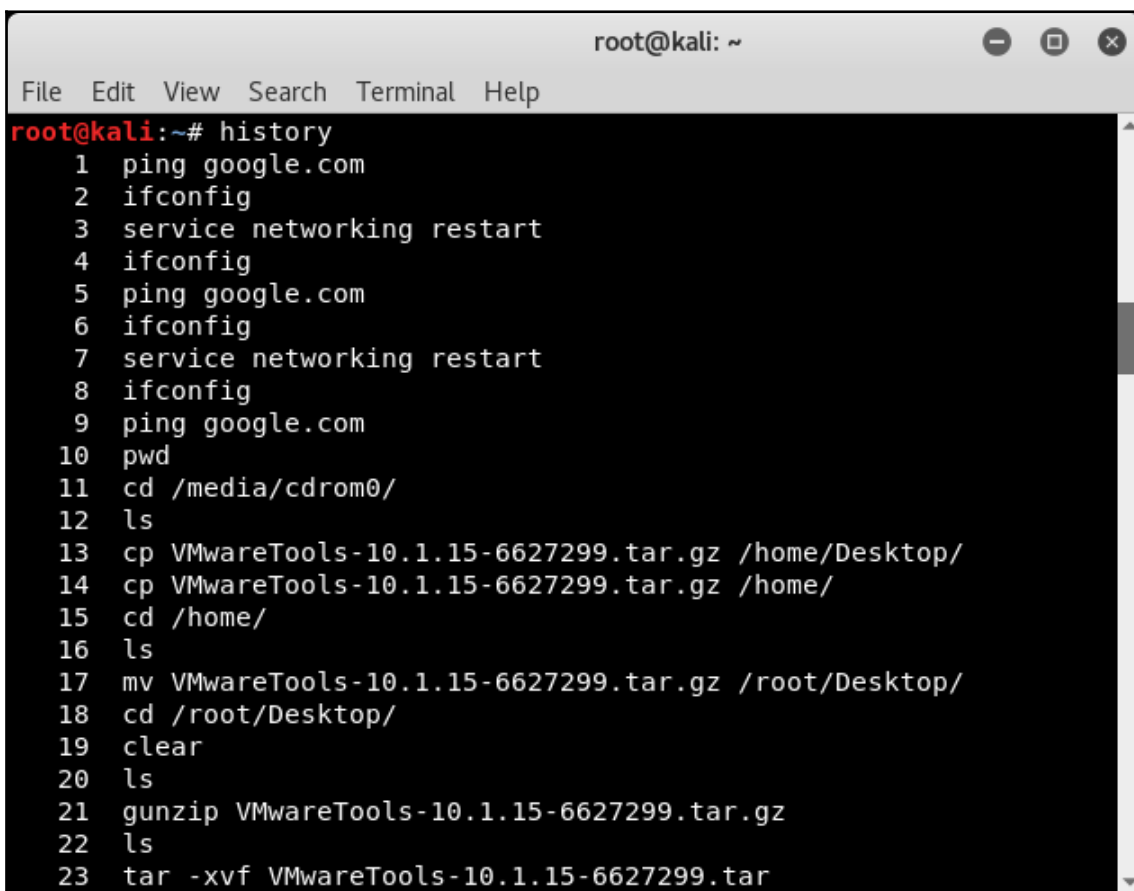 root@kali: ~
File Edit View Search Terminal Help
root@kali:~# history
1 ping google.com
2 ifconfig
3 service networking restart
4 ifconfig
5 ping google.com
6 ifconfig
7 service networking restart
8 ifconfig
9 ping google.com
10 pwd
11 cd /media/cdrom0/
12 ls
13 cp VMwareTools-10.1.15-6627299.tar.gz /home/Desktop/
14 cp VMwareTools-10.1.15-6627299.tar.gz /home/
15 cd /home/
16 ls
17 mv VMwareTools-10.1.15-6627299.tar.gz /root/Desktop/
18 cd /root/Desktop/
19 clear
20 ls
21 gunzip VMwareTools-10.1.15-6627299.tar.gz
22 ls
23 tar -xvf VMwareTools-10.1.15-6627299.tar